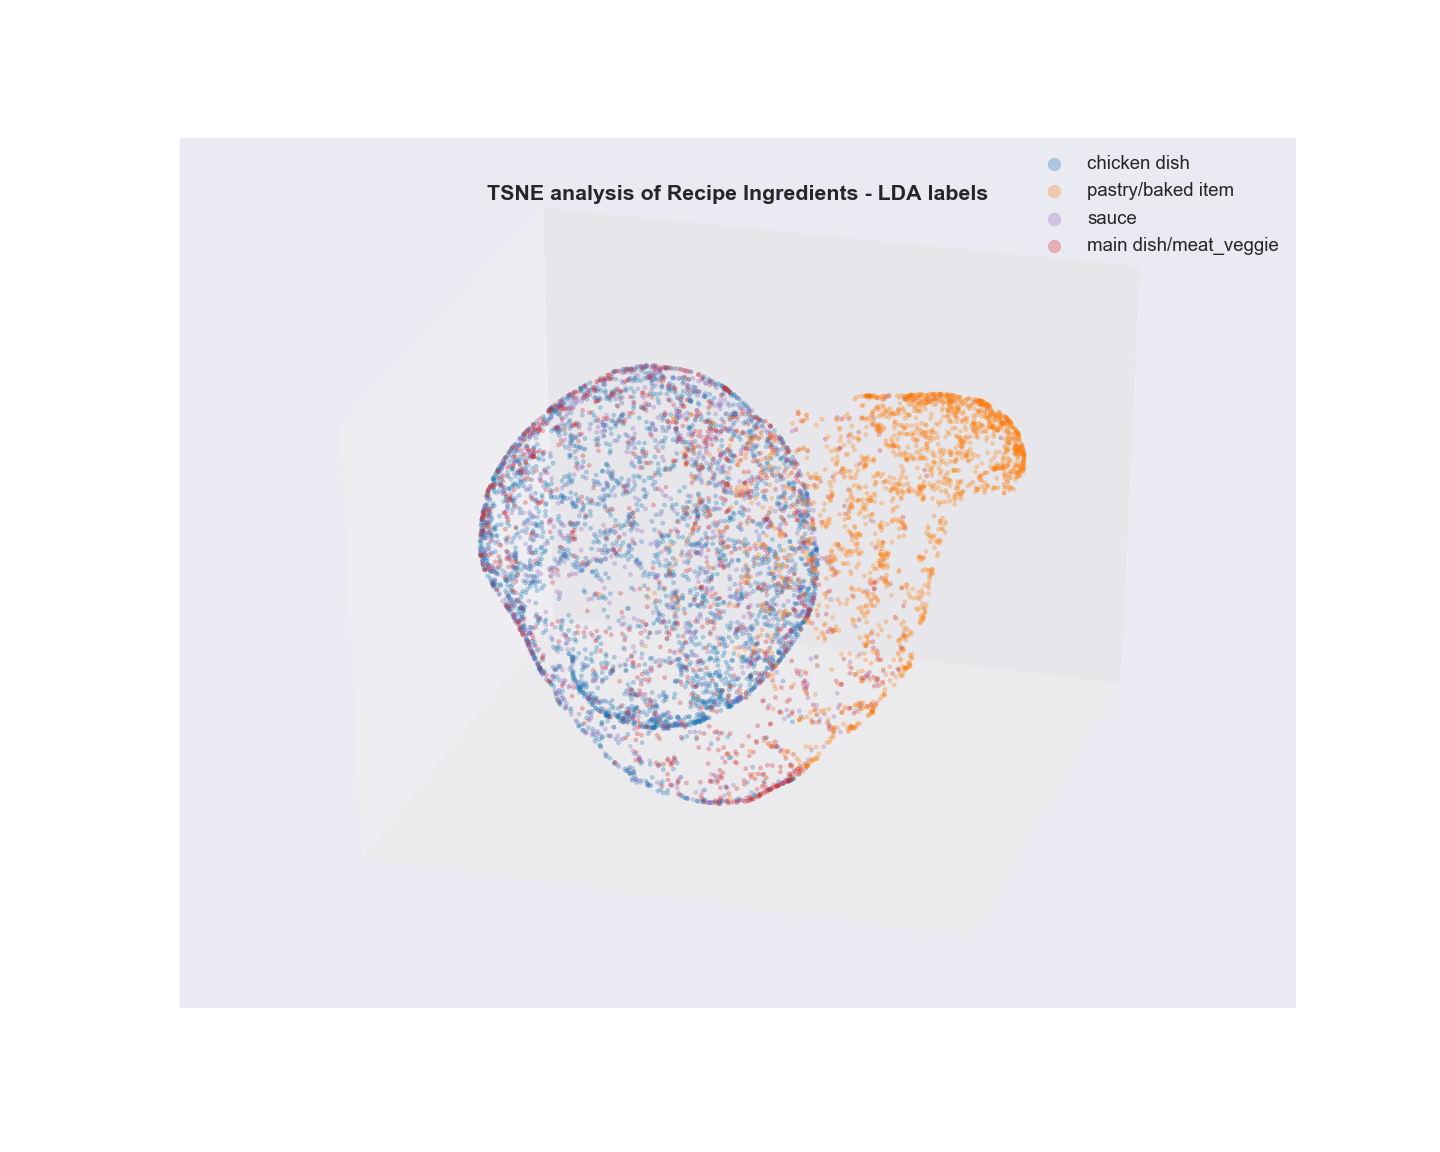 TSNE analysis of Recipe Ingredients - LDA labels
chicken dish
pastry/baked item
sauce
main dish/meat_veggie